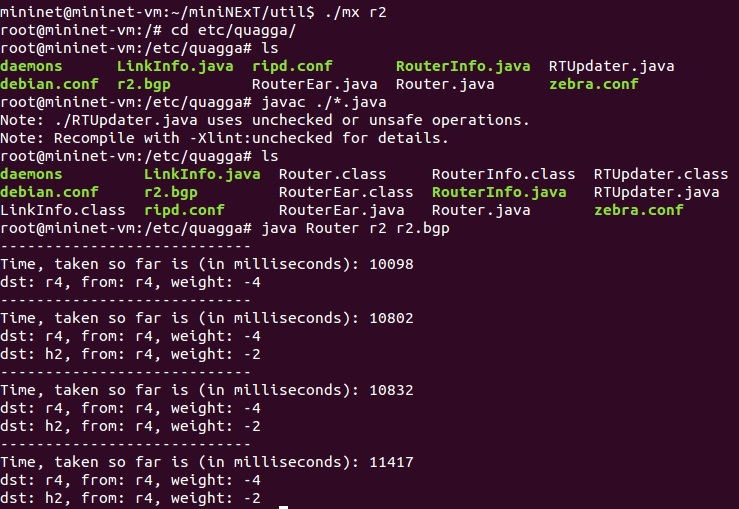 mininet@mininet-vm:~/miniNExT/util$ ./mx r2
root@mininet-vm:/# cd etc/quagga/
root@mininet-vm:/etc/quagga# ls
daemons LinkInfo.java ripd.conf RouterInfo.java RTUpdater.java
debian.conf r2.bgp RouterEar.java Router.java zebra.conf
root@mininet-vm:/etc/quagga# javac ./*.java
Note: ./RTUpdater.java uses unchecked or unsafe operations.
Note: Recompile with -Xlint:unchecked for details.
root@mininet-vm:/etc/quagga# ls
daemons LinkInfo.java Router.class RouterInfo.class RTUpdater.class
debian.conf r2.bgp RouterEar.class RouterInfo.java RTUpdater.java
LinkInfo.class ripd.conf RouterEar.java Router.java zebra.conf
root@mininet-vm:/etc/quagga# java Router r2 r2.bgp
----------------------------
Time, taken so far is (in milliseconds): 10098
dst: r4, from: r4, weight: -4
----------------------------
Time, taken so far is (in milliseconds): 10802
dst: r4, from: r4, weight: -4
dst: h2, from: r4, weight: -2
----------------------------
Time, taken so far is (in milliseconds): 10832
dst: r4, from: r4, weight: -4
dst: h2, from: r4, weight: -2
----------------------------
Time, taken so far is (in milliseconds): 11417
dst: r4, from: r4, weight: -4
dst: h2, from: r4, weight: -2